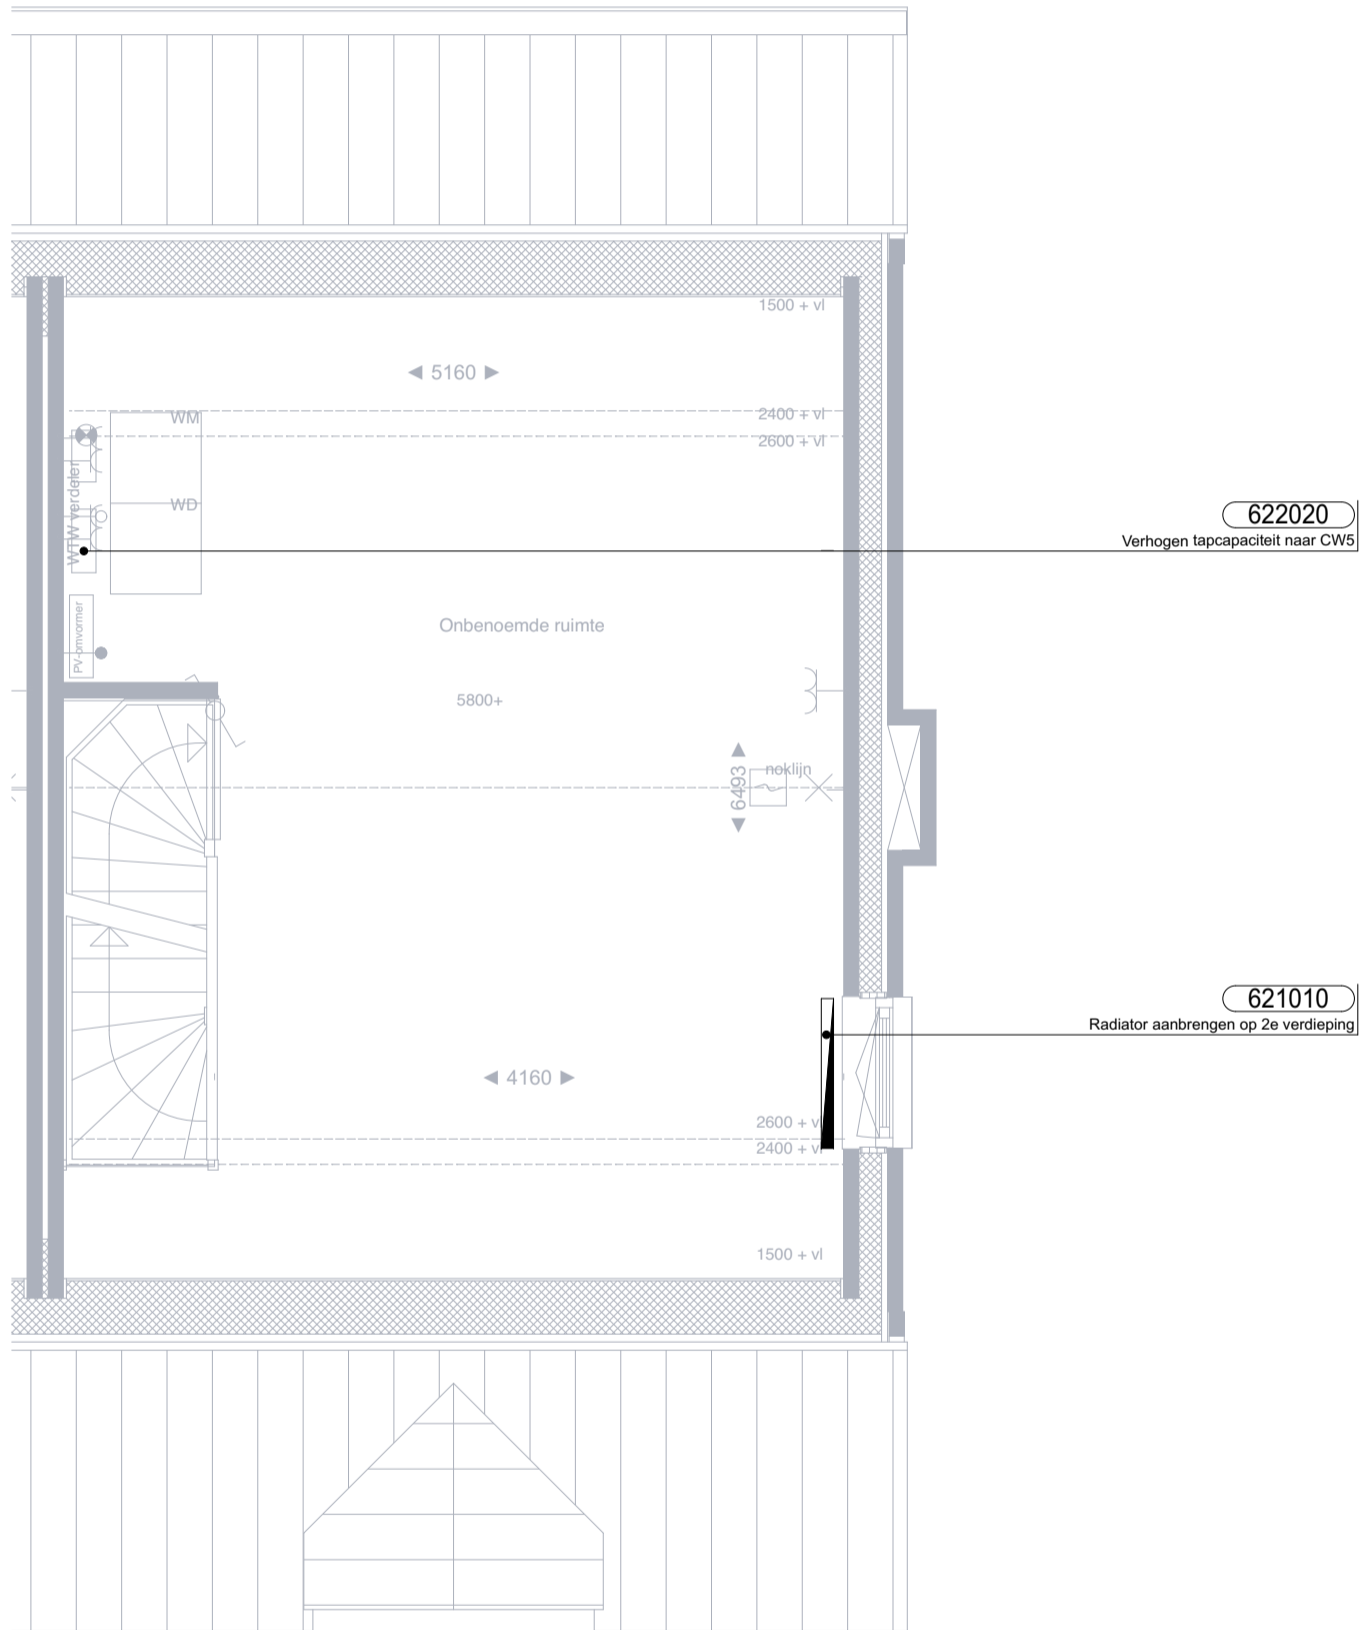 1500 + vl
◄ 5160 ►
2400 + vl
WM
2600 + vl
WTW verdeler
WD
622020
Verhogen tapcapaciteit naar CW5
Onbenoemde ruimte
PV-omvormer
5800+
noklijn
◄ 6493 ►
621010
Radiator aanbrengen op 2e verdieping
◄ 4160 ►
2600 + vl
2400 + vl
1500 + vl